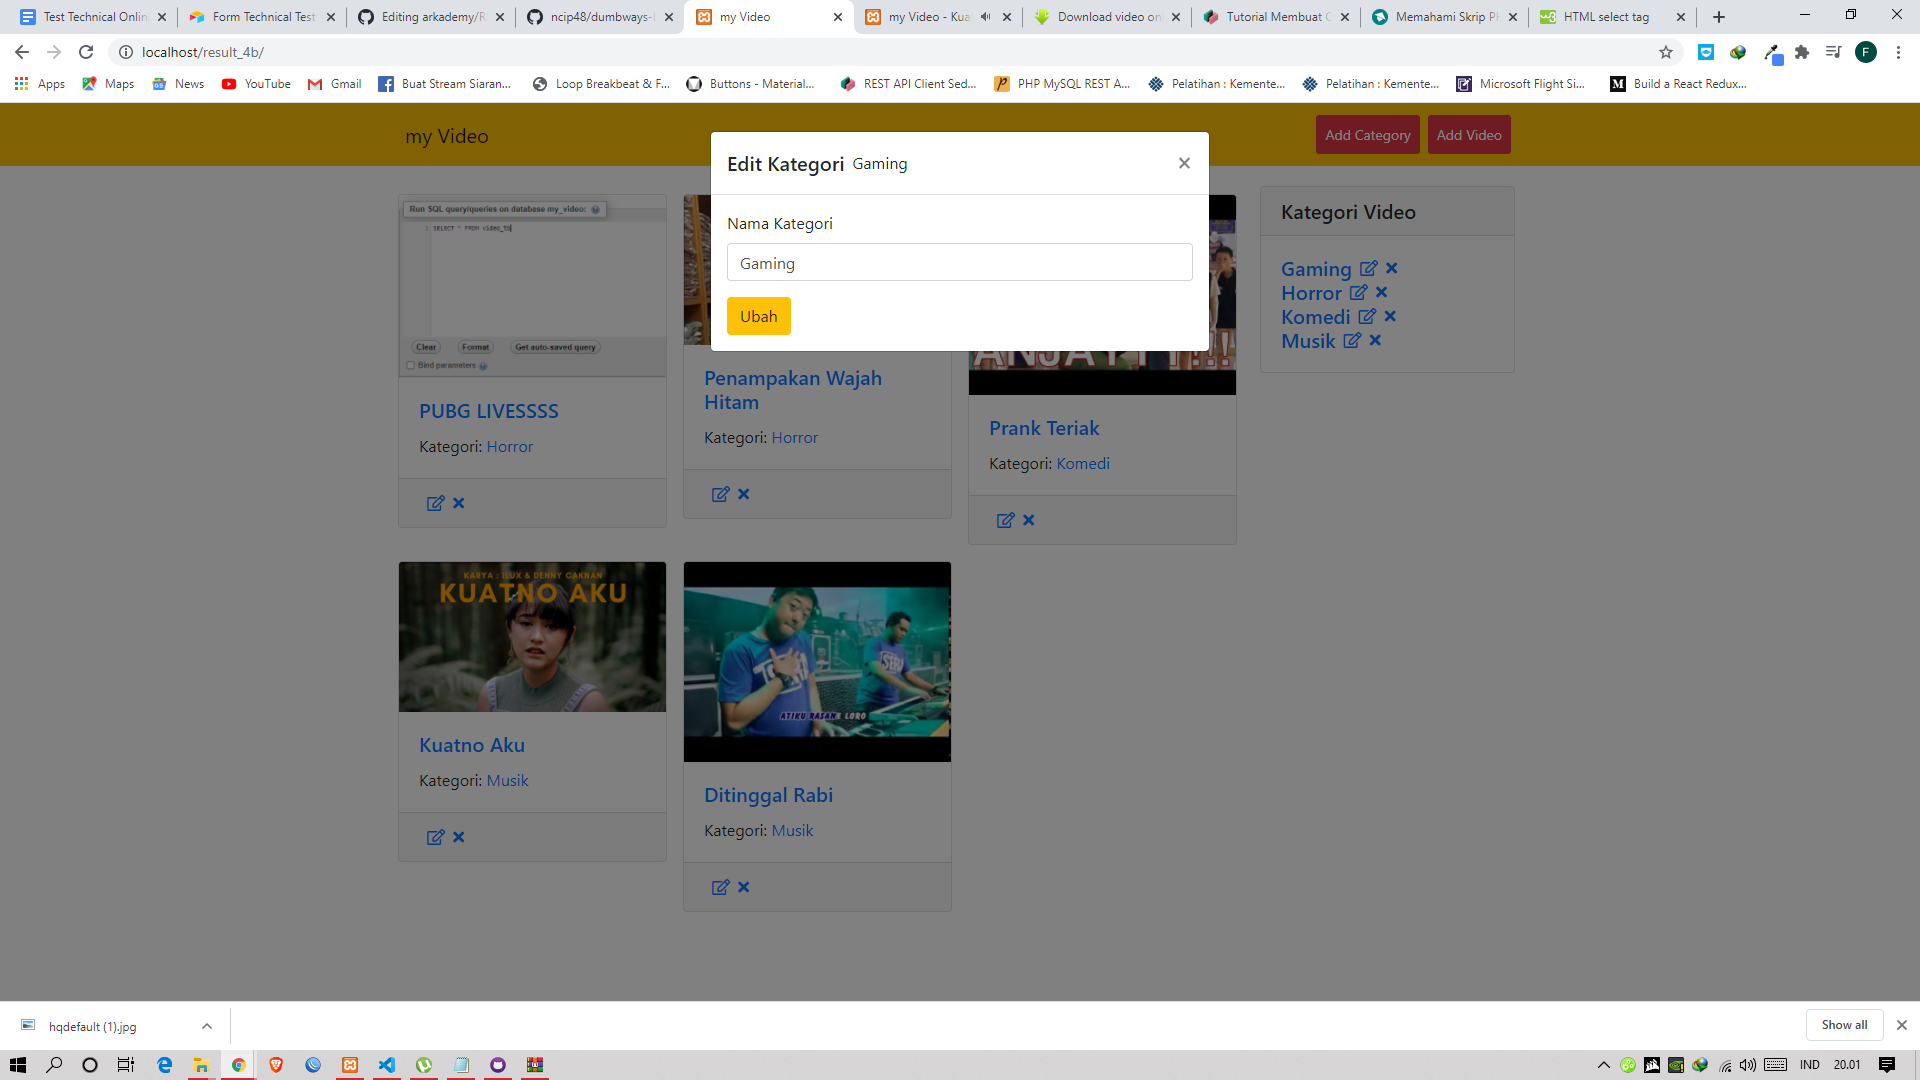 Test Technical Onlin
Form Technical Test
Editing arkademy/R
ncip48/dumbways-
my Video
my Video - Kua
Download video on
Tutorial Membuat
Memahami Skrip P
HTML select tag
localhost/result_4b/
Apps
Maps
News
YouTube
Gmail
Buat Stream Siaran...
Loop Breakbeat & F...
Buttons - Material...
REST API Client Sed...
PHP MySQL REST A...
Pelatihan : Kemente...
Pelatihan : Kemente...
Microsoft Flight Si...
Build a React Redux...
my Video
Add Category
Add Video
Edit Kategori Gaming
×
Nama Kategori
Gaming
Ubah
Run SQL query/queries on database my_video:
1 SELECT * FROM video_tb
Clear
Format
Get auto-saved query
Bind parameters
PUBG LIVESSSS
Kategori: Horror
Penampakan Wajah
Hitam
Kategori: Horror
Prank Teriak
Kategori: Komedi
Kategori Video
Gaming
Horror
Komedi
Musik
KARYA : ILUX & DENNY CAKNAN
KUATNO AKU
Kuatno Aku
Kategori: Musik
ATIKU RASANE LORO
Ditinggal Rabi
Kategori: Musik
hqdefault (1).jpg
Show all
IND
20.01